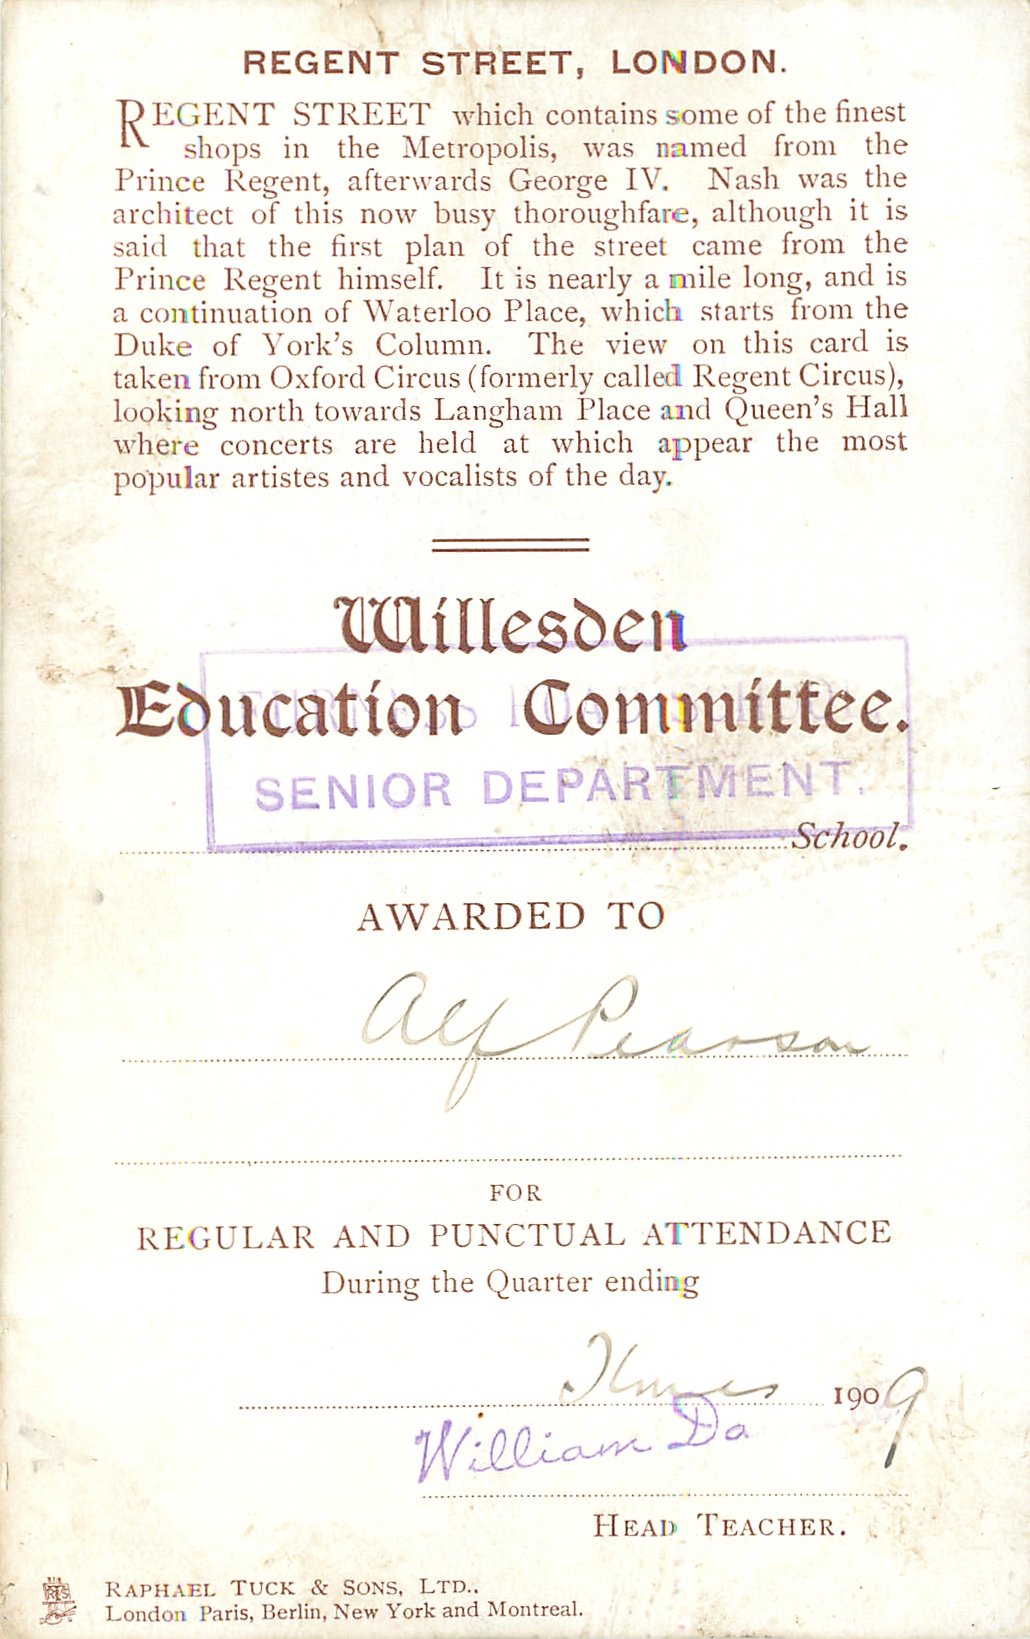 REGENT STREET, LONDON.
REGENT STREET which contains some of the finest
shops in the Metropolis, was named from the
Prince Regent, afterwards George IV. Nash was the
architect of this now busy thoroughfare, although it is
said that the first plan of the street came from the
Prince Regent himself. It is nearly a mile long, and is
a continuation of Waterloo Place, which starts from the
Duke of York's Column. The view on this card is
taken from Oxford Circus (formerly called Regent Circus),
looking north towards Langham Place and Queen's Hall
where concerts are held at which appear the most
popular artistes and vocalists of the day.
Willesden
Education Committee.
SENIOR DEPARTMENT.
School.
AWARDED TO
Alf Pearson
FOR
REGULAR AND PUNCTUAL ATTENDANCE
During the Quarter ending
Xmas 1909
William Da
HEAD TEACHER.
RAPHAEL TUCK & SONS, LTD.,
London Paris, Berlin, New York and Montreal.